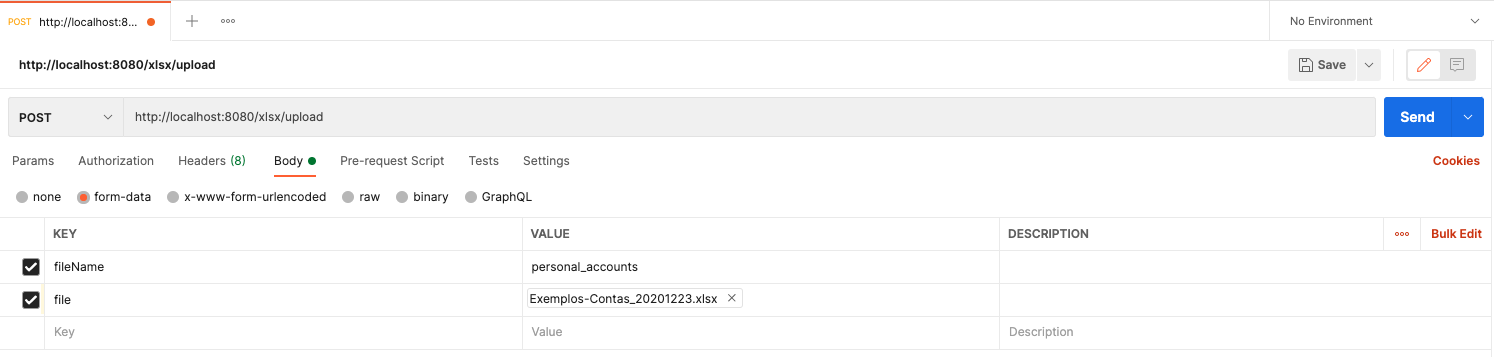 POST http://localhost:8... No Environment
http://localhost:8080/xlsx/upload Save
POST http://localhost:8080/xlsx/upload Send
Params Authorization Headers (8) Body Pre-request Script Tests Settings Cookies
none form-data x-www-form-urlencoded raw binary GraphQL
KEY VALUE DESCRIPTION Bulk Edit
fileName personal_accounts
file Exemplos-Contas_20201223.xlsx
Key Value Description